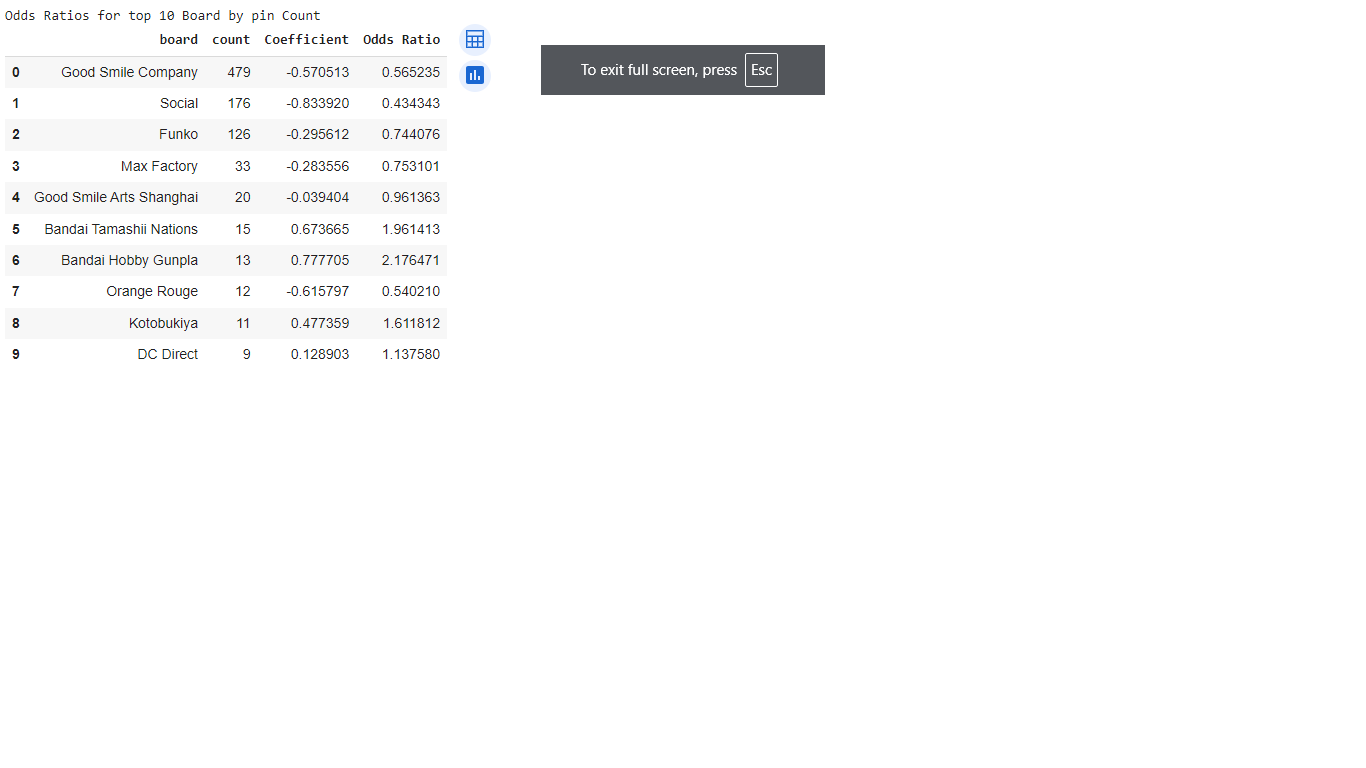 Odds Ratios for top 10 Board by pin Count
board count Coefficient Odds Ratio
0 Good Smile Company 479 -0.570513 0.565235
1 Social 176 -0.833920 0.434343
2 Funko 126 -0.295612 0.744076
3 Max Factory 33 -0.283556 0.753101
4 Good Smile Arts Shanghai 20 -0.039404 0.961363
5 Bandai Tamashii Nations 15 0.673665 1.961413
6 Bandai Hobby Gunpla 13 0.777705 2.176471
7 Orange Rouge 12 -0.615797 0.540210
8 Kotobukiya 11 0.477359 1.611812
9 DC Direct 9 0.128903 1.137580
To exit full screen, press Esc